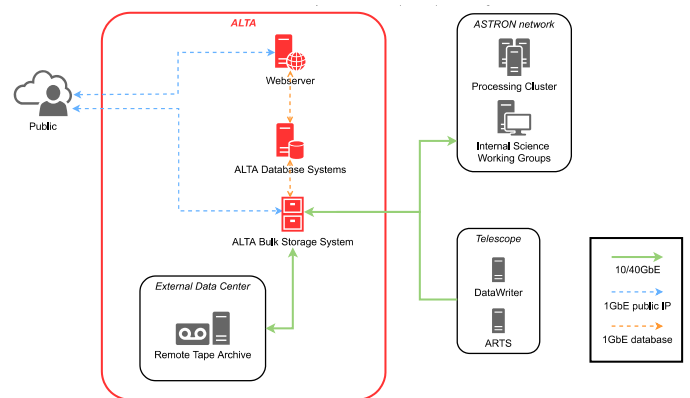 ALTA
Webserver
Public
ALTA Database Systems
ALTA Bulk Storage System
External Data Center
Remote Tape Archive
ASTRON network
Processing Cluster
Internal Science
Working Groups
Telescope
DataWriter
ARTS
10/40GbE
1GbE public IP
1GbE database